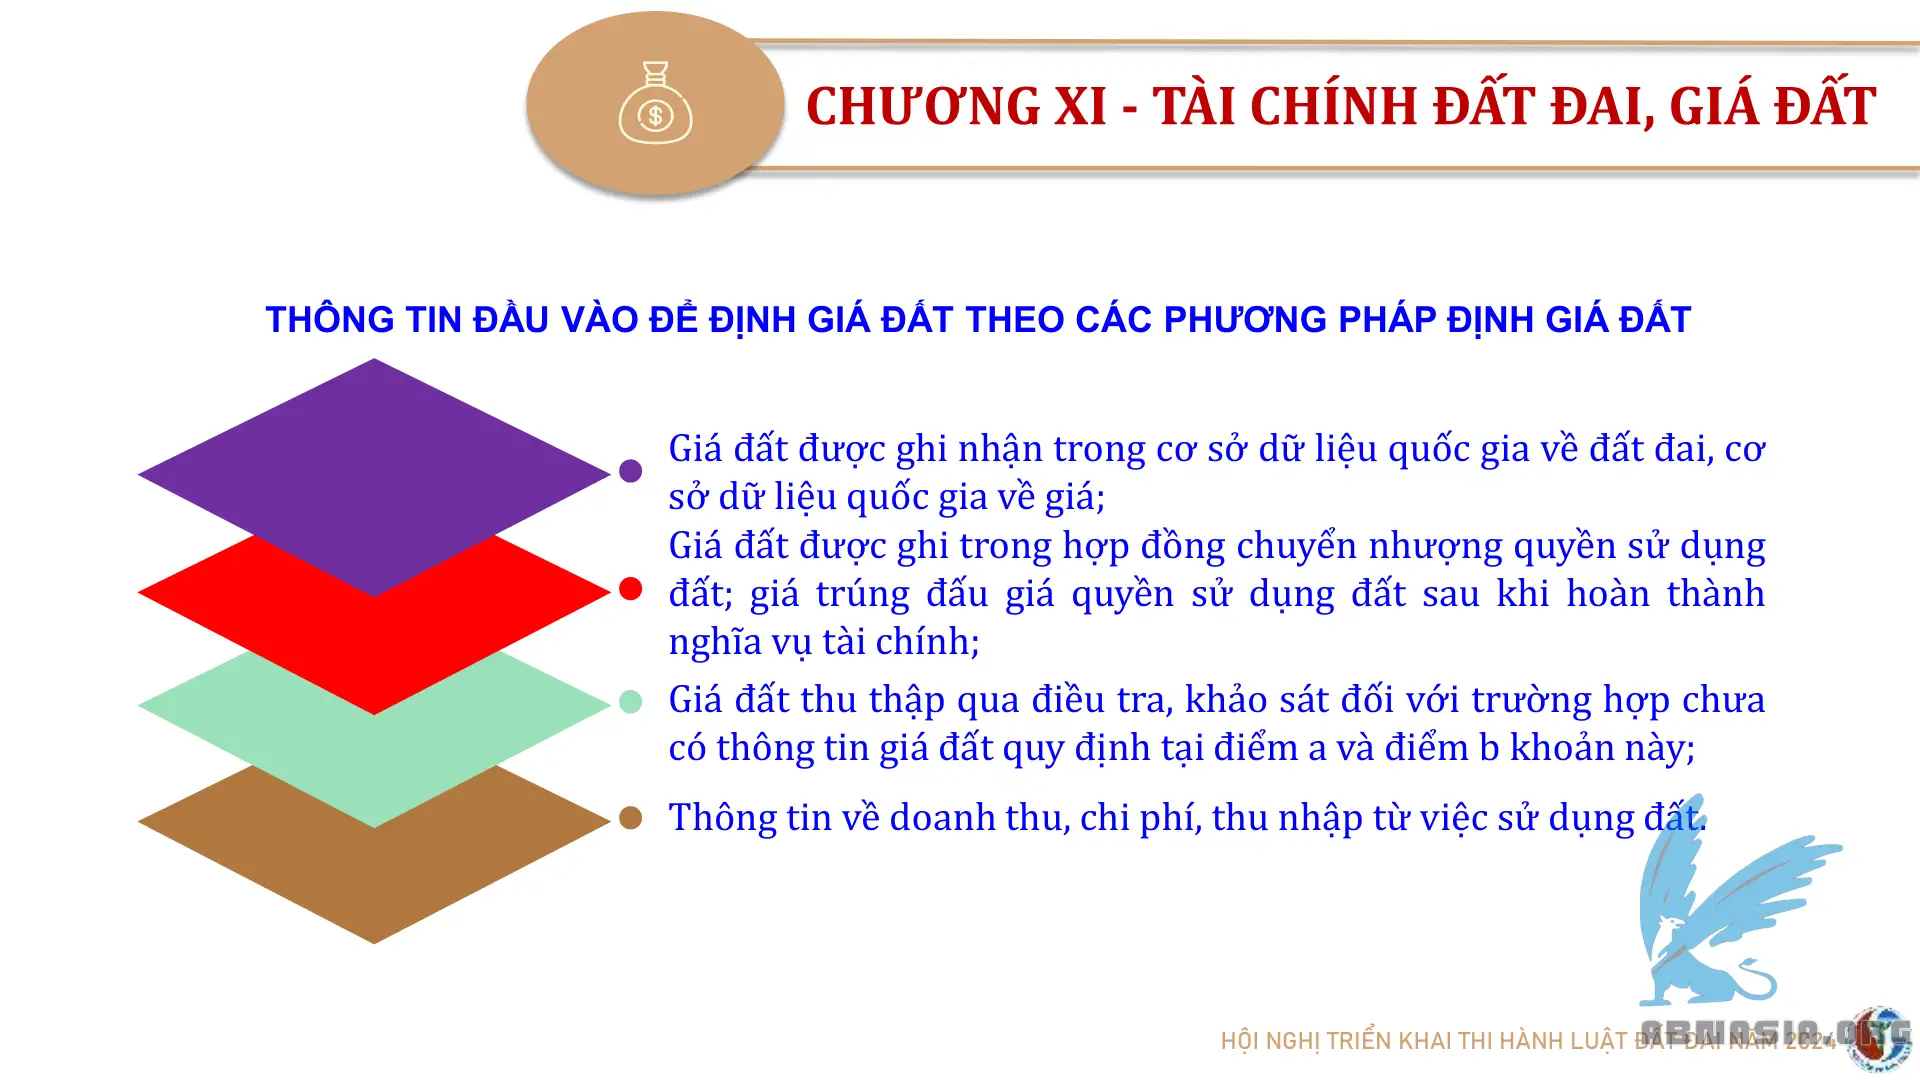 CHƯƠNG XI - TÀI CHÍNH ĐẤT ĐAI, GIÁ ĐẤT
THÔNG TIN ĐẦU VÀO ĐỂ ĐỊNH GIÁ ĐẤT THEO CÁC PHƯƠNG PHÁP ĐỊNH GIÁ ĐẤT
Giá đất được ghi nhận trong cơ sở dữ liệu quốc gia về đất đai, cơ
sở dữ liệu quốc gia về giá;
Giá đất được ghi trong hợp đồng chuyển nhượng quyền sử dụng
đất; giá trúng đấu giá quyền sử dụng đất sau khi hoàn thành
nghĩa vụ tài chính;
Giá đất thu thập qua điều tra, khảo sát đối với trường hợp chưa
có thông tin giá đất quy định tại điểm a và điểm b khoản này;
Thông tin về doanh thu, chi phí, thu nhập từ việc sử dụng đất.
HỘI NGHỊ TRIỂN KHAI THI HÀNH LUẬT ĐẤT ĐAI NĂM 2024
ABMASIA.ORG